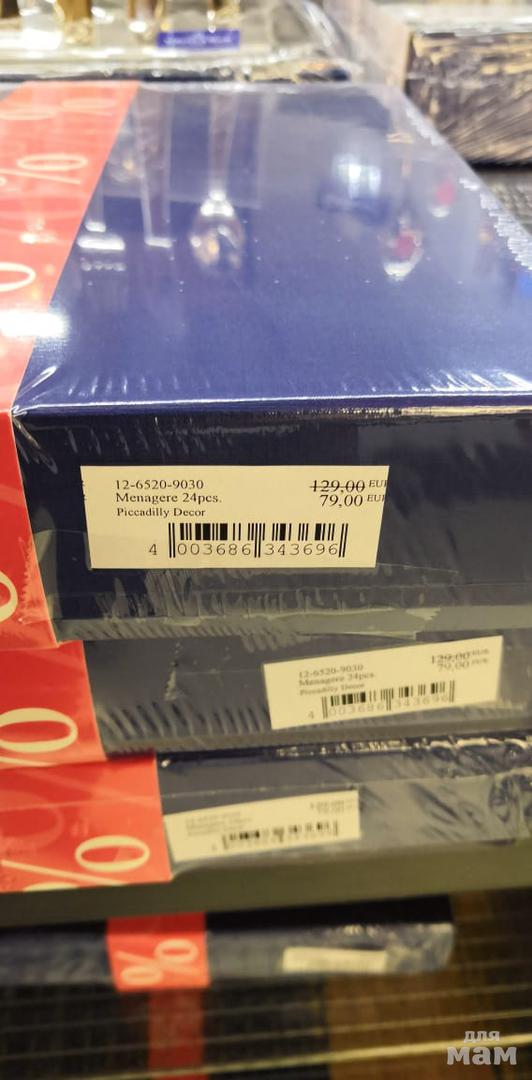 12-6520-9030
Menagere 24pcs.
Piccadilly Decor
129,00 EUR
79,00 EUR
4 003686 343696
12-6520-9030
Menagere 24pcs.
Piccadilly Decor
129,00 EUR
79,00 EUR
4 003686 343696
%
%
%
%
для
мам